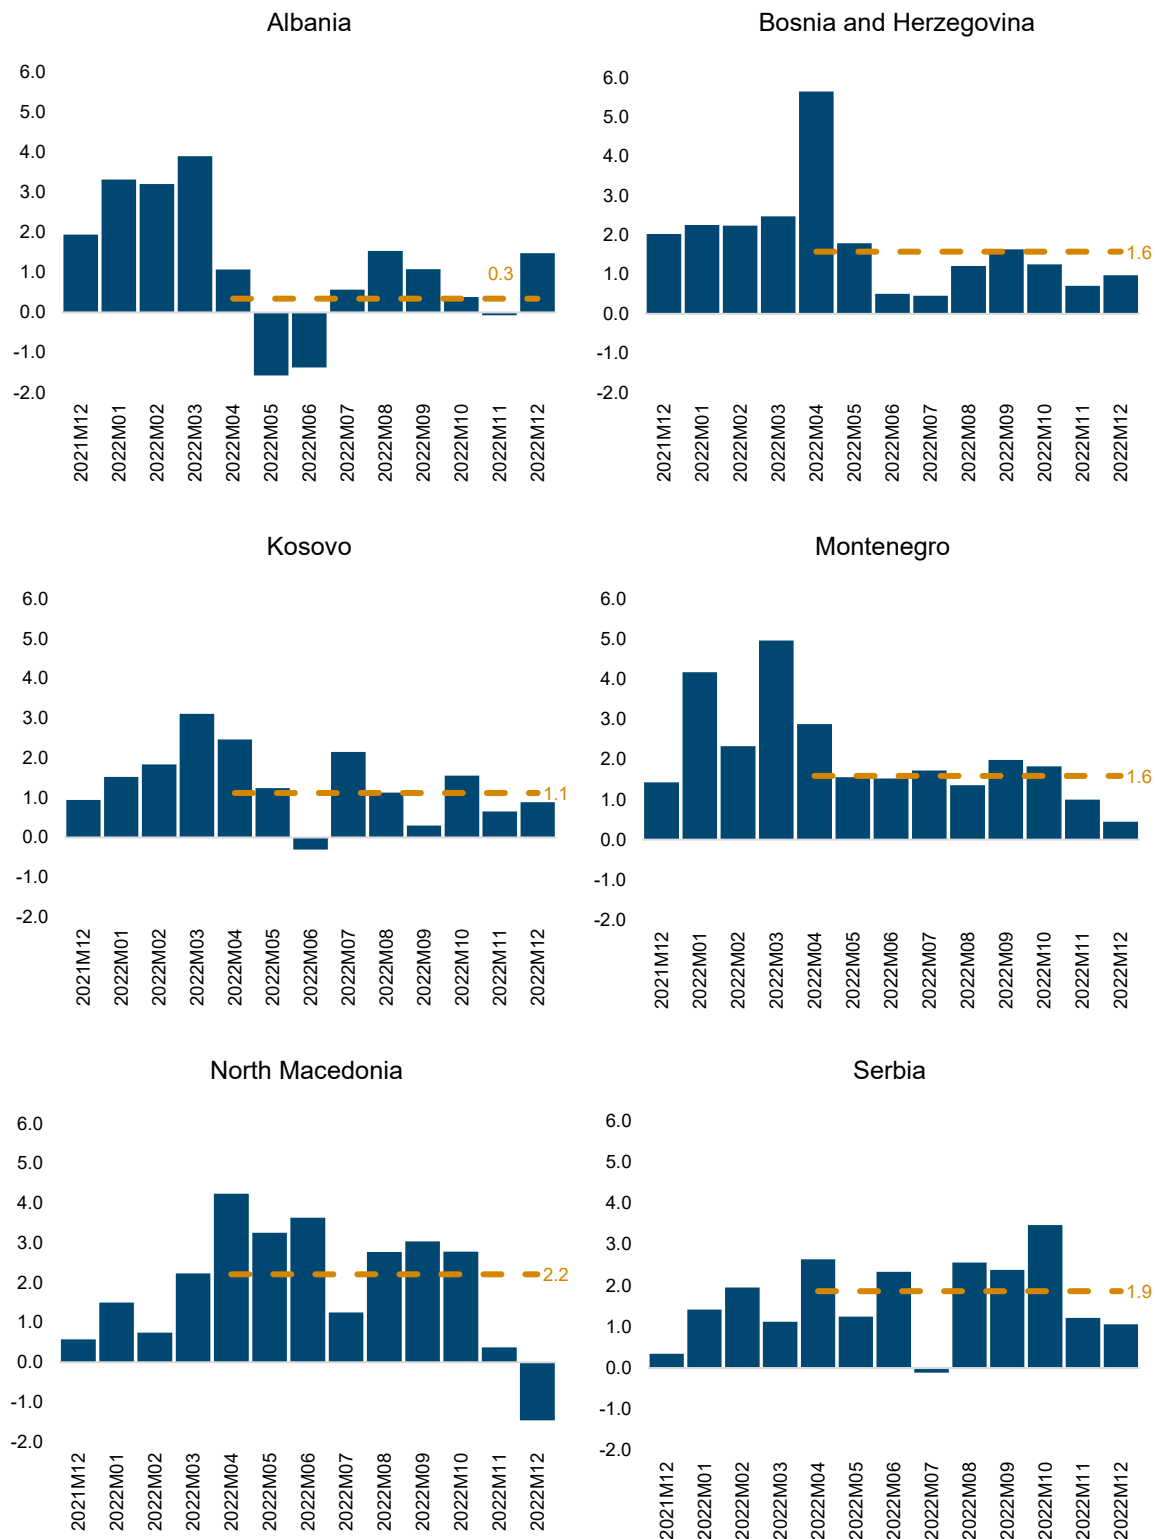 Albania
6.0
5.0
4.0
3.0
2.0
1.0
0.0
-1.0
-2.0
0.3
2021M12
2022M01
2022M02
2022M03
2022M04
2022M05
2022M06
2022M07
2022M08
2022M09
2022M10
2022M11
2022M12
Bosnia and Herzegovina
6.0
5.0
4.0
3.0
2.0
1.0
0.0
-1.0
-2.0
1.6
2021M12
2022M01
2022M02
2022M03
2022M04
2022M05
2022M06
2022M07
2022M08
2022M09
2022M10
2022M11
2022M12
Kosovo
6.0
5.0
4.0
3.0
2.0
1.0
0.0
-1.0
-2.0
1.1
2021M12
2022M01
2022M02
2022M03
2022M04
2022M05
2022M06
2022M07
2022M08
2022M09
2022M10
2022M11
2022M12
Montenegro
6.0
5.0
4.0
3.0
2.0
1.0
0.0
-1.0
-2.0
1.6
2021M12
2022M01
2022M02
2022M03
2022M04
2022M05
2022M06
2022M07
2022M08
2022M09
2022M10
2022M11
2022M12
North Macedonia
6.0
5.0
4.0
3.0
2.0
1.0
0.0
-1.0
-2.0
2.2
2021M12
2022M01
2022M02
2022M03
2022M04
2022M05
2022M06
2022M07
2022M08
2022M09
2022M10
2022M11
2022M12
Serbia
6.0
5.0
4.0
3.0
2.0
1.0
0.0
-1.0
-2.0
1.9
2021M12
2022M01
2022M02
2022M03
2022M04
2022M05
2022M06
2022M07
2022M08
2022M09
2022M10
2022M11
2022M12